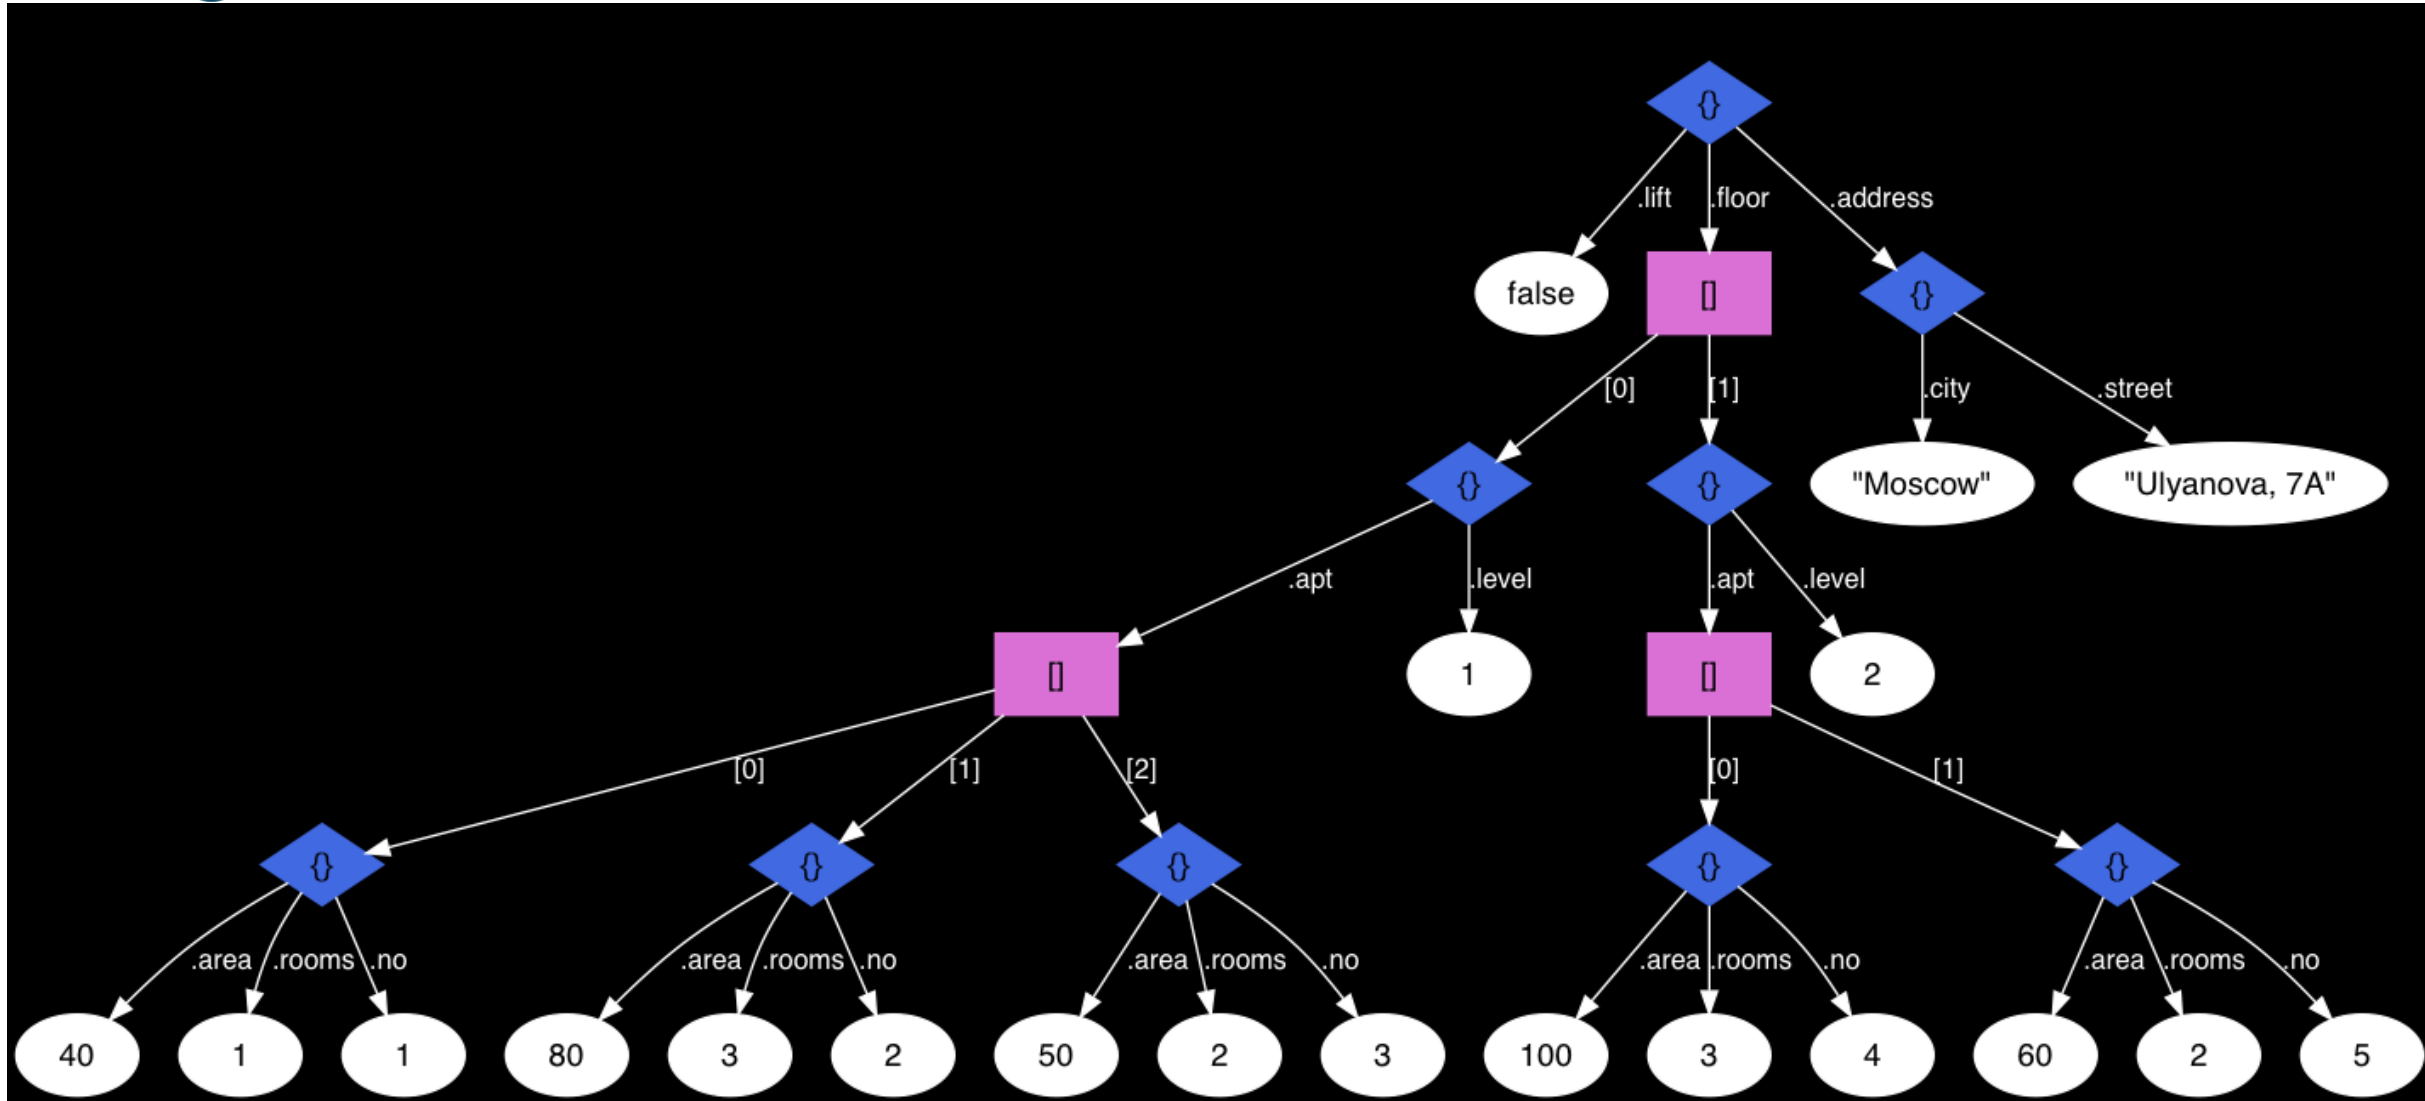 {}
.lift .floor .address
false [] {}
[0] [1] .city .street
{} {} "Moscow" "Ulyanova, 7A"
.apt .level .apt .level
[] 1 [] 2
[0] [1] [2] [0] [1]
{} {} {} {} {}
.area .rooms .no .area .rooms .no .area .rooms .no .area .rooms .no .area .rooms .no
40 1 1 80 3 2 50 2 3 100 3 4 60 2 5